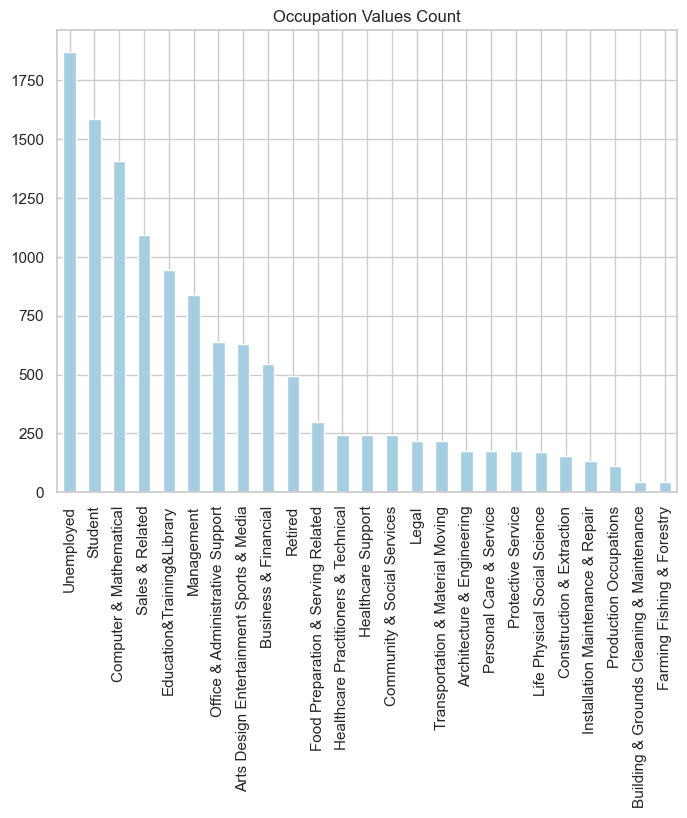 Occupation Values Count
1750
1500
1250
1000
750
500
250
0
Unemployed
Student
Computer & Mathematical
Sales & Related
Education&Training&Library
Management
Office & Administrative Support
Arts Design Entertainment Sports & Media
Business & Financial
Retired
Food Preparation & Serving Related
Healthcare Practitioners & Technical
Healthcare Support
Community & Social Services
Legal
Transportation & Material Moving
Architecture & Engineering
Personal Care & Service
Protective Service
Life Physical Social Science
Construction & Extraction
Installation Maintenance & Repair
Production Occupations
Building & Grounds Cleaning & Maintenance
Farming Fishing & Forestry